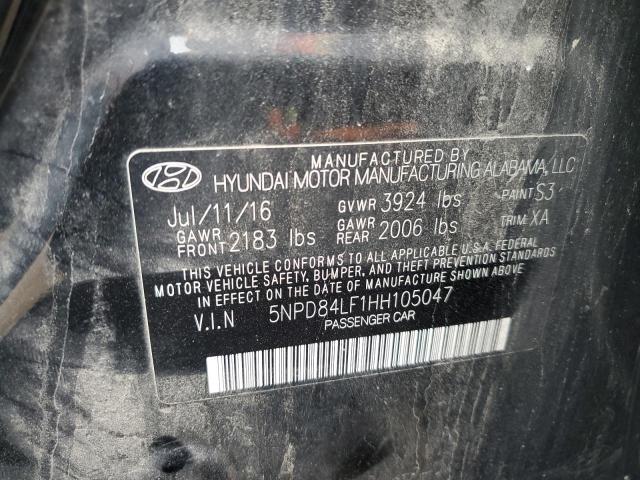 MANUFACTURED BY
HYUNDAI MOTOR MANUFACTURING ALABAMA, LLC
Jul/11/16 GVWR 3924 lbs PAINT: S3
GAWR FRONT 2183 lbs GAWR REAR 2006 lbs TRIM: XA
THIS VEHICLE CONFORMS TO ALL APPLICABLE U.S.A. FEDERAL
MOTOR VEHICLE SAFETY, BUMPER, AND THEFT PREVENTION STANDARDS
IN EFFECT ON THE DATE OF MANUFACTURE SHOWN ABOVE
V.I.N 5NPD84LF1HH105047
PASSENGER CAR